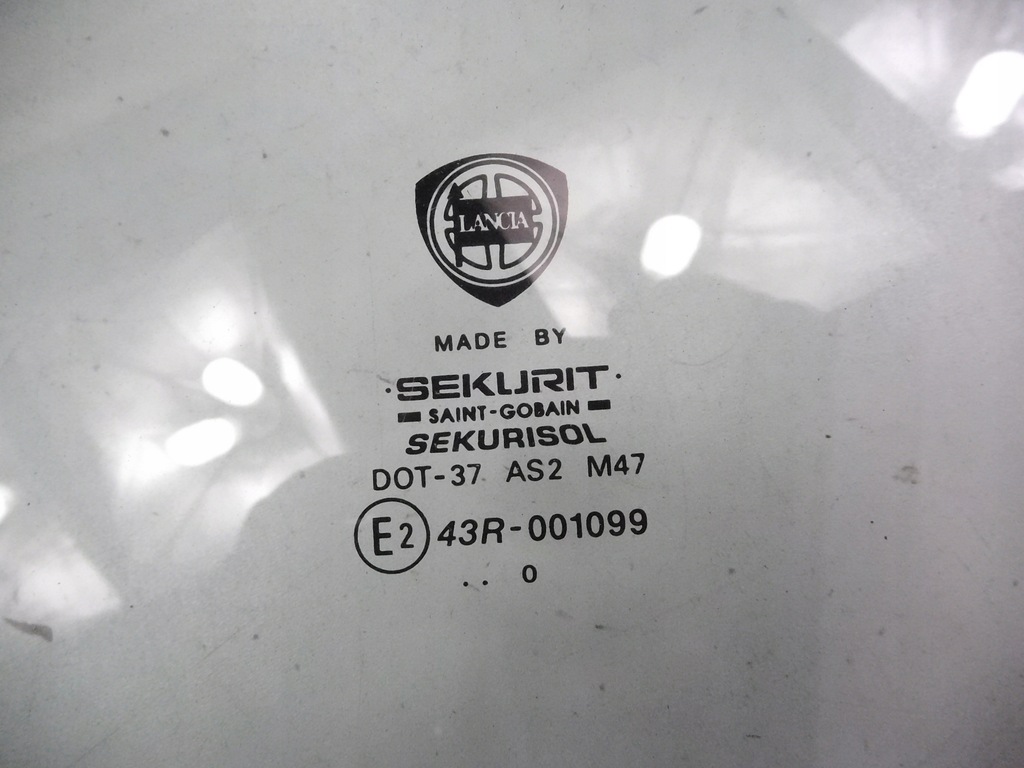 LANCIA
MADE BY
·SEKURIT·
SAINT-GOBAIN
SEKURISOL
DOT-37 AS2 M47
E2 43R-001099
.. 0